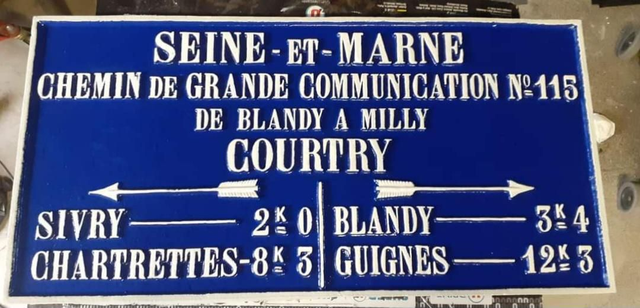 SEINE-ET-MARNE
CHEMIN DE GRANDE COMMUNICATION Nº 115
DE BLANDY A MILLY
COURTRY
SIVRY 2K 0
CHARTRETTES-8K 3
BLANDY 3K 4
GUIGNES 12K 3